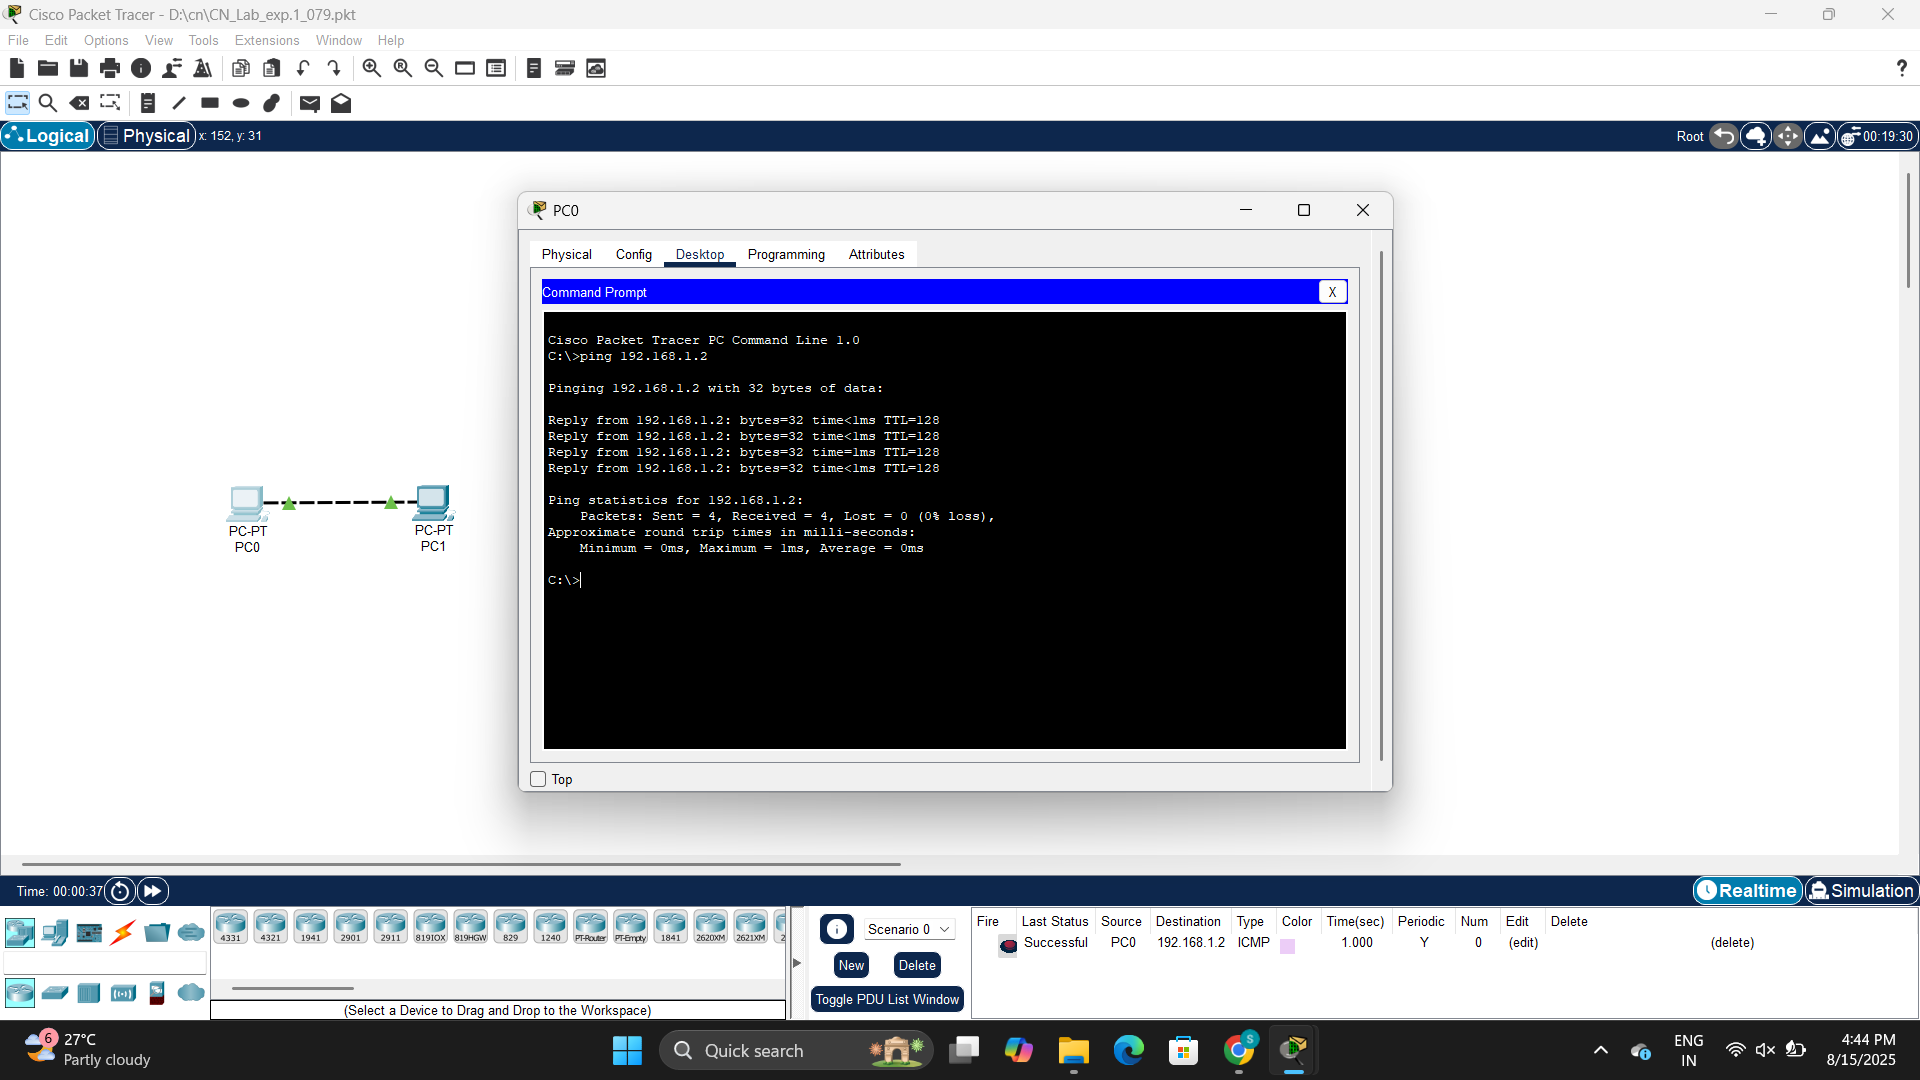 Cisco Packet Tracer - D:\cn\CN_Lab_exp.1_079.pkt
File Edit Options View Tools Extensions Window Help
?
Logical Physical x: 152, y: 31 Root 00:19:30
PC0
Physical Config Desktop Programming Attributes
Command Prompt X
Cisco Packet Tracer PC Command Line 1.0
C:\>ping 192.168.1.2
Pinging 192.168.1.2 with 32 bytes of data:
Reply from 192.168.1.2: bytes=32 time<1ms TTL=128
Reply from 192.168.1.2: bytes=32 time<1ms TTL=128
Reply from 192.168.1.2: bytes=32 time=1ms TTL=128
Reply from 192.168.1.2: bytes=32 time<1ms TTL=128
Ping statistics for 192.168.1.2:
Packets: Sent = 4, Received = 4, Lost = 0 (0% loss),
Approximate round trip times in milli-seconds:
Minimum = 0ms, Maximum = 1ms, Average = 0ms
C:\>
Top
PC-PT
PC0
PC-PT
PC1
Time: 00:00:37 Realtime Simulation
4331 4321 1941 2901 2911 819IOX 819HGW 829 1240 PT-Router PT-Empty 1841 2620XM 2621XM 2
(Select a Device to Drag and Drop to the Workspace)
Scenario 0
New Delete
Toggle PDU List Window
Fire Last Status Source Destination Type Color Time(sec) Periodic Num Edit Delete
Successful PC0 192.168.1.2 ICMP 1.000 Y 0 (edit) (delete)
6
27°C
Partly cloudy
Quick search
S
ENG
IN
4:44 PM
8/15/2025